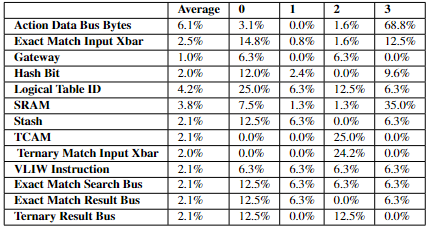 Average 0 1 2 3
Action Data Bus Bytes 6.1% 3.1% 0.0% 1.6% 68.8%
Exact Match Input Xbar 2.5% 14.8% 0.8% 1.6% 12.5%
Gateway 1.0% 6.3% 0.0% 6.3% 0.0%
Hash Bit 2.0% 12.0% 2.4% 0.0% 9.6%
Logical Table ID 4.2% 25.0% 6.3% 12.5% 6.3%
SRAM 3.8% 7.5% 1.3% 1.3% 35.0%
Stash 2.1% 12.5% 6.3% 0.0% 6.3%
TCAM 2.1% 0.0% 0.0% 25.0% 0.0%
Ternary Match Input Xbar 2.0% 0.0% 0.0% 24.2% 0.0%
VLIW Instruction 2.1% 6.3% 6.3% 6.3% 6.3%
Exact Match Search Bus 2.1% 12.5% 6.3% 6.3% 6.3%
Exact Match Result Bus 2.1% 12.5% 6.3% 0.0% 6.3%
Ternary Result Bus 2.1% 12.5% 0.0% 12.5% 0.0%